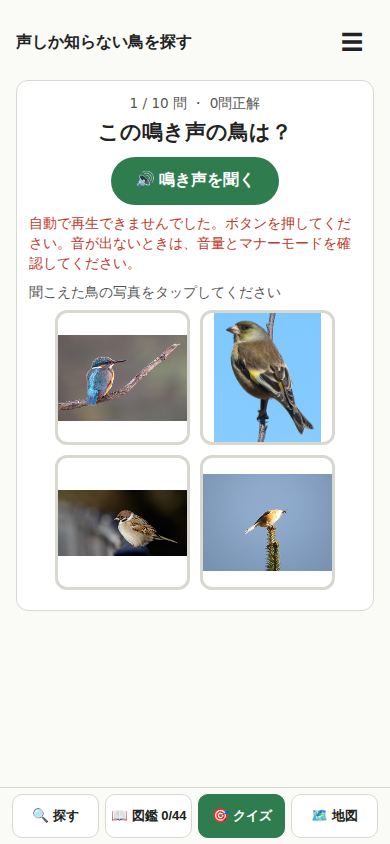 声しか知らない鳥を探す
1 / 10 問 ・ 0問正解
この鳴き声の鳥は？
🔊 鳴き声を聞く
自動で再生できませんでした。ボタンを押してくだ
さい。音が出ないときは、音量とマナーモードを確
認してください。
聞こえた鳥の写真をタップしてください
🔍 探す
📖 図鑑 0/44
🎯 クイズ
🗺️ 地図